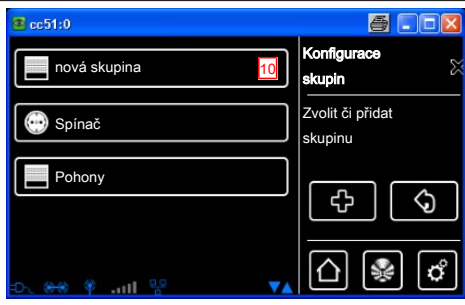 cc51:0
nová skupina 10
Spínač
Pohony
Konfigurace
skupin
Zvolit či přidat
skupinu